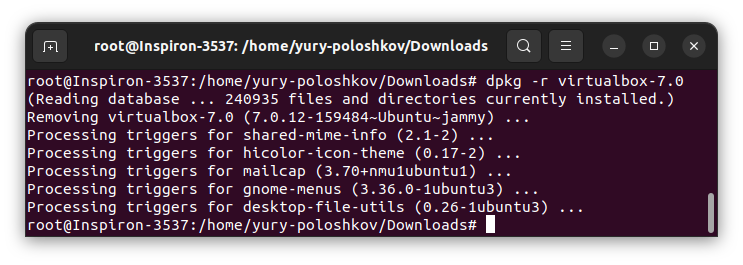 root@Inspiron-3537: /home/yury-poloshkov/Downloads
root@Inspiron-3537:/home/yury-poloshkov/Downloads# dpkg -r virtualbox-7.0
(Reading database ... 240935 files and directories currently installed.)
Removing virtualbox-7.0 (7.0.12-159484~Ubuntu~jammy) ...
Processing triggers for shared-mime-info (2.1-2) ...
Processing triggers for hicolor-icon-theme (0.17-2) ...
Processing triggers for mailcap (3.70+nmu1ubuntu1) ...
Processing triggers for gnome-menus (3.36.0-1ubuntu3) ...
Processing triggers for desktop-file-utils (0.26-1ubuntu3) ...
root@Inspiron-3537:/home/yury-poloshkov/Downloads#